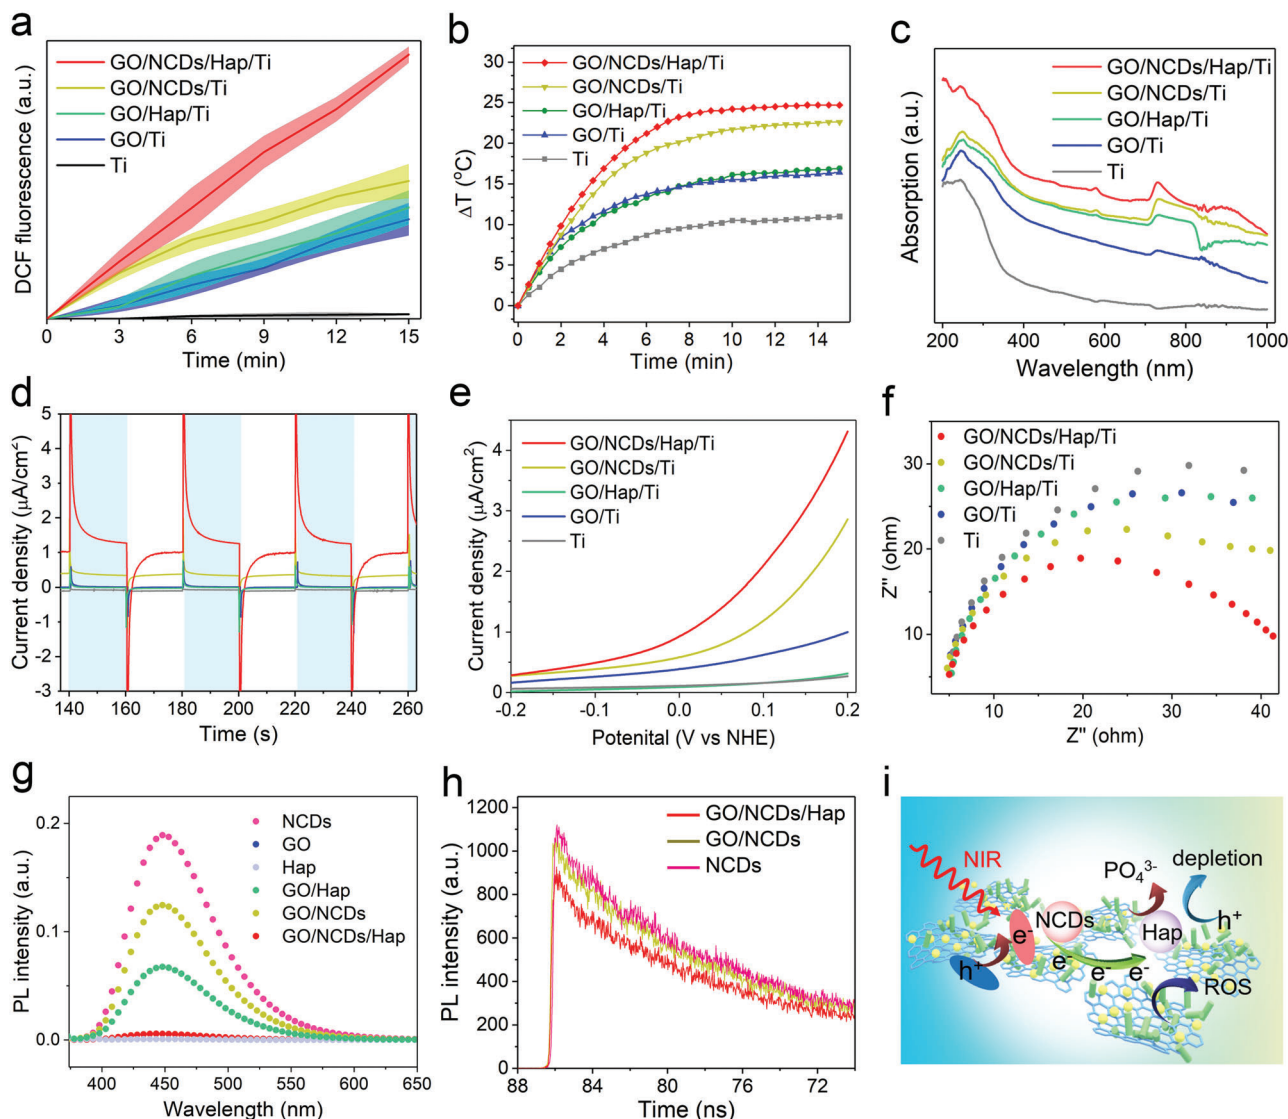 a
DCF fluorescence (a.u.)
GO/NCDs/Hap/Ti
GO/NCDs/Ti
GO/Hap/Ti
GO/Ti
Ti
0 3 6 9 12 15
Time (min)
b
ΔT (°C)
30
25
20
15
10
5
0
GO/NCDs/Hap/Ti
GO/NCDs/Ti
GO/Hap/Ti
GO/Ti
Ti
0 2 4 6 8 10 12 14
Time (min)
c
Absorption (a.u.)
GO/NCDs/Hap/Ti
GO/NCDs/Ti
GO/Hap/Ti
GO/Ti
Ti
200 400 600 800 1000
Wavelength (nm)
d
Current density (μA/cm²)
5
4
3
2
1
0
-1
-2
-3
140 160 180 200 220 240 260
Time (s)
e
Current density (μA/cm²)
4
2
0
GO/NCDs/Hap/Ti
GO/NCDs/Ti
GO/Hap/Ti
GO/Ti
Ti
-0.2 -0.1 0.0 0.1 0.2
Potenital (V vs NHE)
f
Z'' (ohm)
30
20
10
GO/NCDs/Hap/Ti
GO/NCDs/Ti
GO/Hap/Ti
GO/Ti
Ti
10 20 30 40
Z'' (ohm)
g
PL intensity (a.u.)
0.2
0.1
0.0
NCDs
GO
Hap
GO/Hap
GO/NCDs
GO/NCDs/Hap
400 450 500 550 600 650
Wavelength (nm)
h
PL intensity (a.u.)
1200
1050
900
750
600
450
300
150
0
GO/NCDs/Hap
GO/NCDs
NCDs
88 84 80 76 72
Time (ns)
i
NIR
PO₄³⁻
depletion
e⁻
NCDs
Hap
h⁺
h⁺
e⁻
e⁻
e⁻
ROS